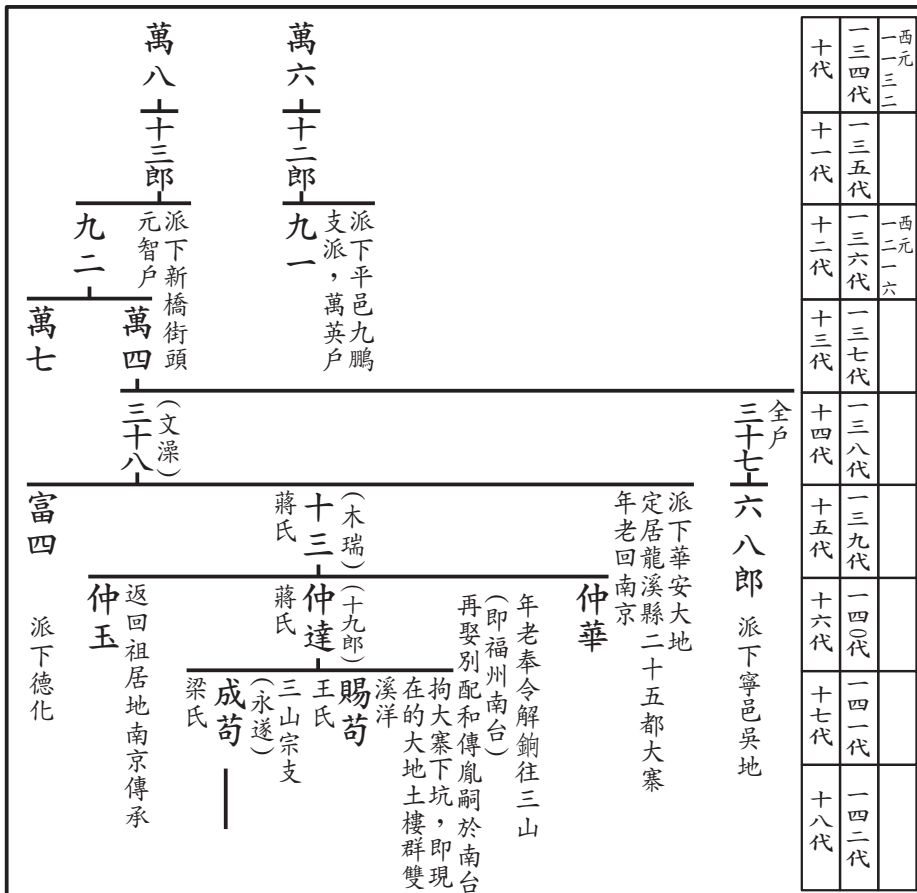 西元一一三二
西元一二一六
一三四代
一三五代
一三六代
一三七代
一三八代
一三九代
一四〇代
一四一代
一四二代
十代
十一代
十二代
十三代
十四代
十五代
十六代
十七代
十八代
萬六
萬八
十二郎
十三郎
九一
派下平邑九鵬
支派，萬英戶
派下新橋街頭
元智戶
九二
萬四
萬七
全戶
三十七
(文澡)
三十八
六八郎
派下寧邑吳地
派下華安大地
定居龍溪縣二十五都大寨
年老回南京
仲華
(木瑞)
十三
蔣氏
富四
派下德化
年老奉令解餉往三山
(即福州南台)
再娶別配和傳胤嗣於南台
(十九郎)
仲達
蔣氏
仲玉
返回祖居地南京傳承
拘大寨下坑，即現
在的大地土樓群雙
溪洋
賜苟
王氏
三山宗支
(永遂)
成苟
梁氏